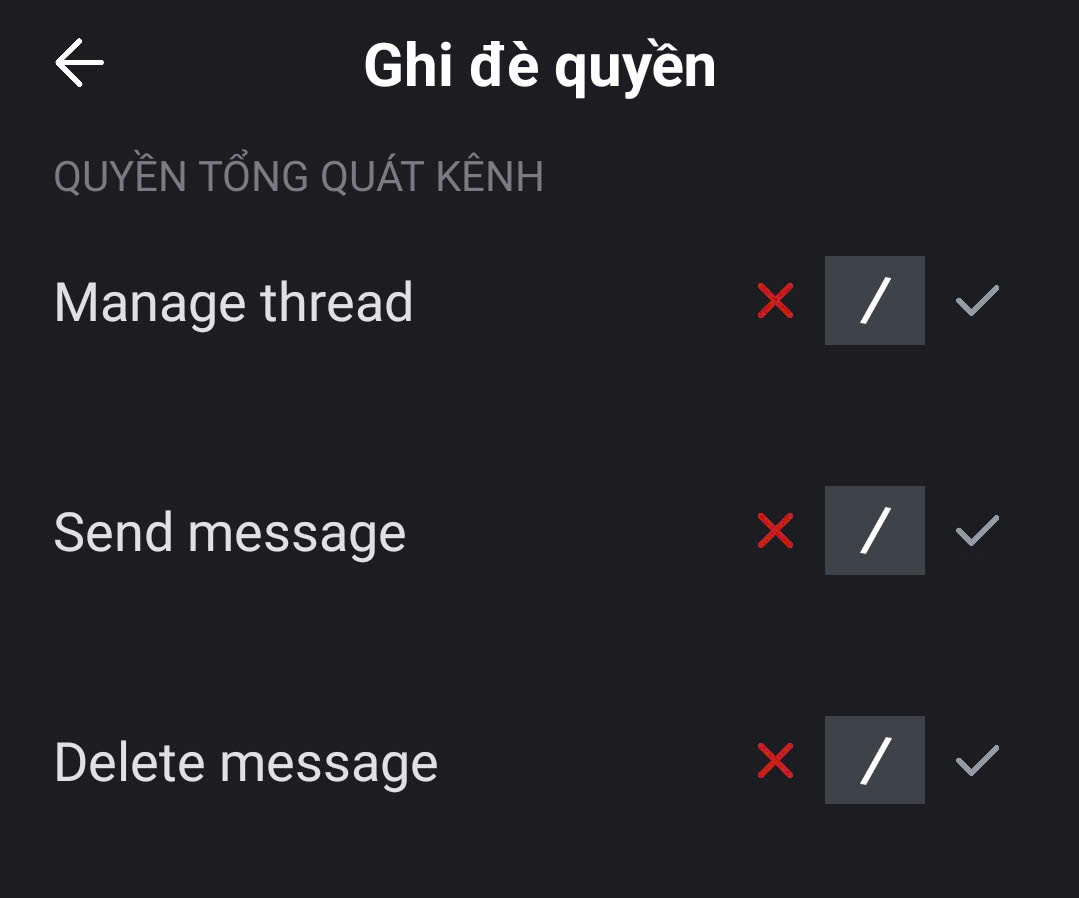 Ghi đè quyền
QUYỀN TỔNG QUÁT KÊNH
Manage thread /
Send message /
Delete message /